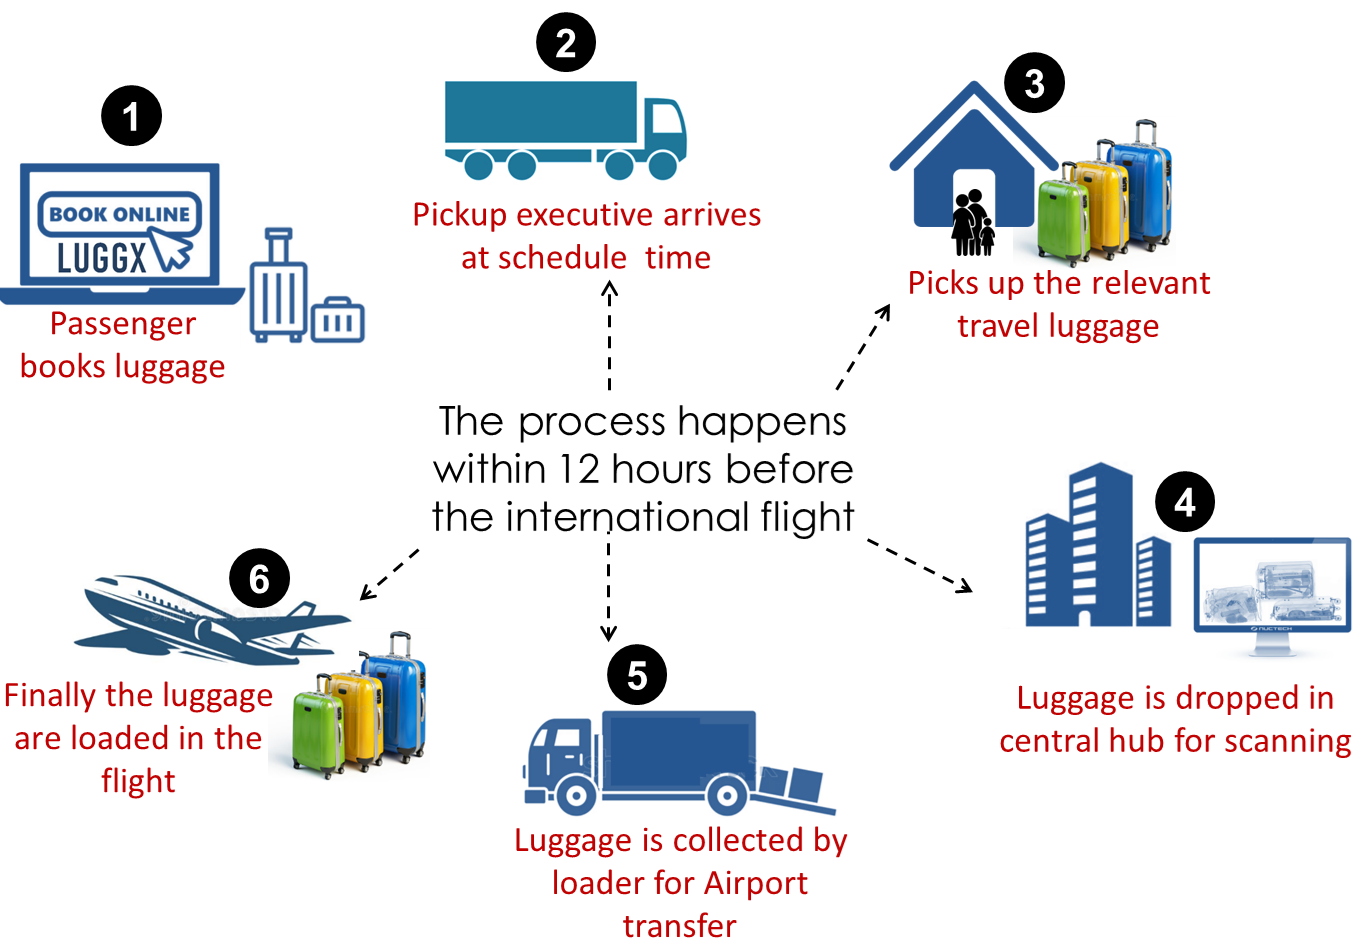 1
BOOK ONLINE
LUGGX
Passenger
books luggage
2
Pickup executive arrives
at schedule time
3
Picks up the relevant
travel luggage
The process happens
within 12 hours before
the international flight
4
NUCTECH
Luggage is dropped in
central hub for scanning
5
Luggage is collected by
loader for Airport
transfer
6
Finally the luggage
are loaded in the
flight